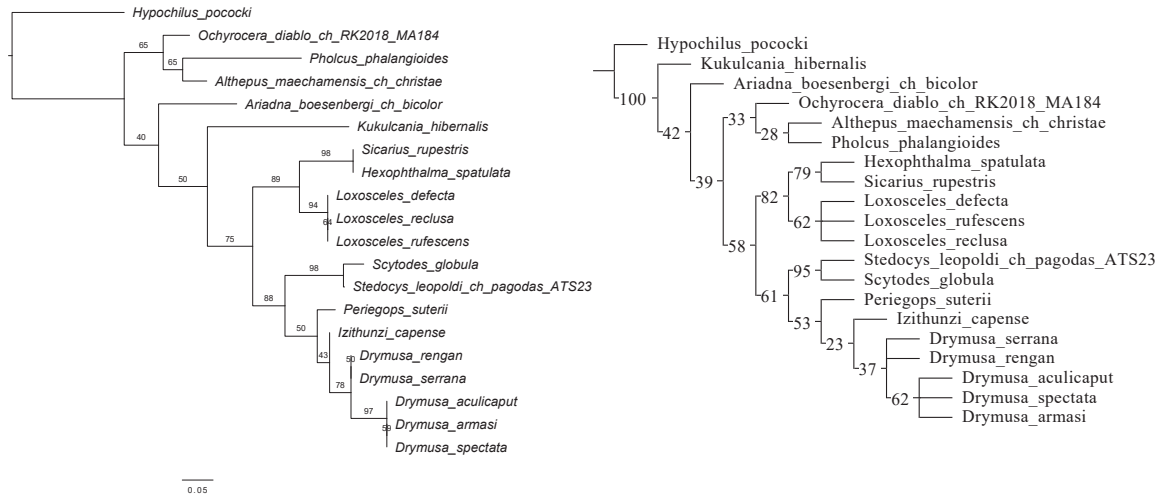 Hypochilus_pococki
65
Ochyrocera_diablo_ch_RK2018_MA184
65
Pholcus_phalangioides
Althepus_maechamensis_ch_christae
40
Ariadna_boesenbergi_ch_bicolor
50
Kukulcania_hibernalis
98
Sicarius_rupestris
Hexophthalma_spatulata
89
Loxosceles_defecta
94
64
Loxosceles_reclusa
Loxosceles_rufescens
75
98
Scytodes_globula
Stedocys_leopoldi_ch_pagodas_ATS23
88
Periegops_suterii
50
Izithunzi_capense
43
50
Drymusa_rengan
78
Drymusa_serrana
Drymusa_aculicaput
97
59
Drymusa_armasi
Drymusa_spectata
0.05
Hypochilus_pococki
Kukulcania_hibernalis
100
Ariadna_boesenbergi_ch_bicolor
42
Ochyrocera_diablo_ch_RK2018_MA184
33
Althepus_maechamensis_ch_christae
28
Pholcus_phalangioides
39
Hexophthalma_spatulata
79
Sicarius_rupestris
82
Loxosceles_defecta
62
Loxosceles_rufescens
Loxosceles_reclusa
58
Stedocys_leopoldi_ch_pagodas_ATS23
95
Scytodes_globula
61
Periegops_suterii
53
Izithunzi_capense
23
Drymusa_serrana
Drymusa_rengan
37
Drymusa_aculicaput
62
Drymusa_spectata
Drymusa_armasi